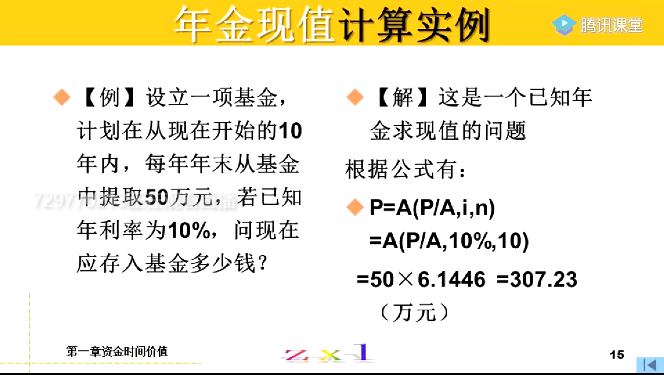 年金现值计算实例
腾讯课堂
【例】设立一项基金，
计划在从现在开始的10
年内，每年年末从基金
中提取50万元，若已知
年利率为10%，问现在
应存入基金多少钱？
【解】这是一个已知年
金求现值的问题
根据公式有：
P=A(P/A,i,n)
=A(P/A,10%,10)
=50×6.1446 =307.23
（万元）
第一章资金时间价值
z x-1
15